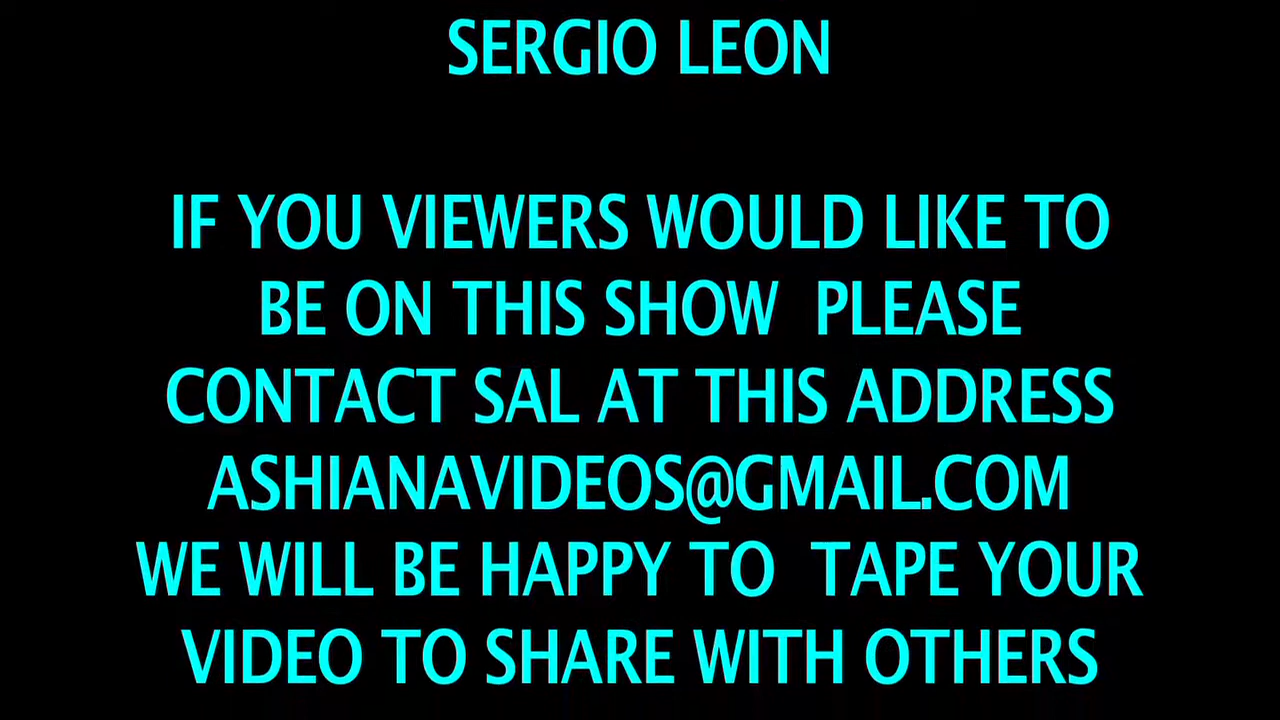 SERGIO LEON
IF YOU VIEWERS WOULD LIKE TO
BE ON THIS SHOW  PLEASE
CONTACT SAL AT THIS ADDRESS
ASHIANAVIDEOS@GMAIL.COM
WE WILL BE HAPPY TO  TAPE YOUR
VIDEO TO SHARE WITH OTHERS